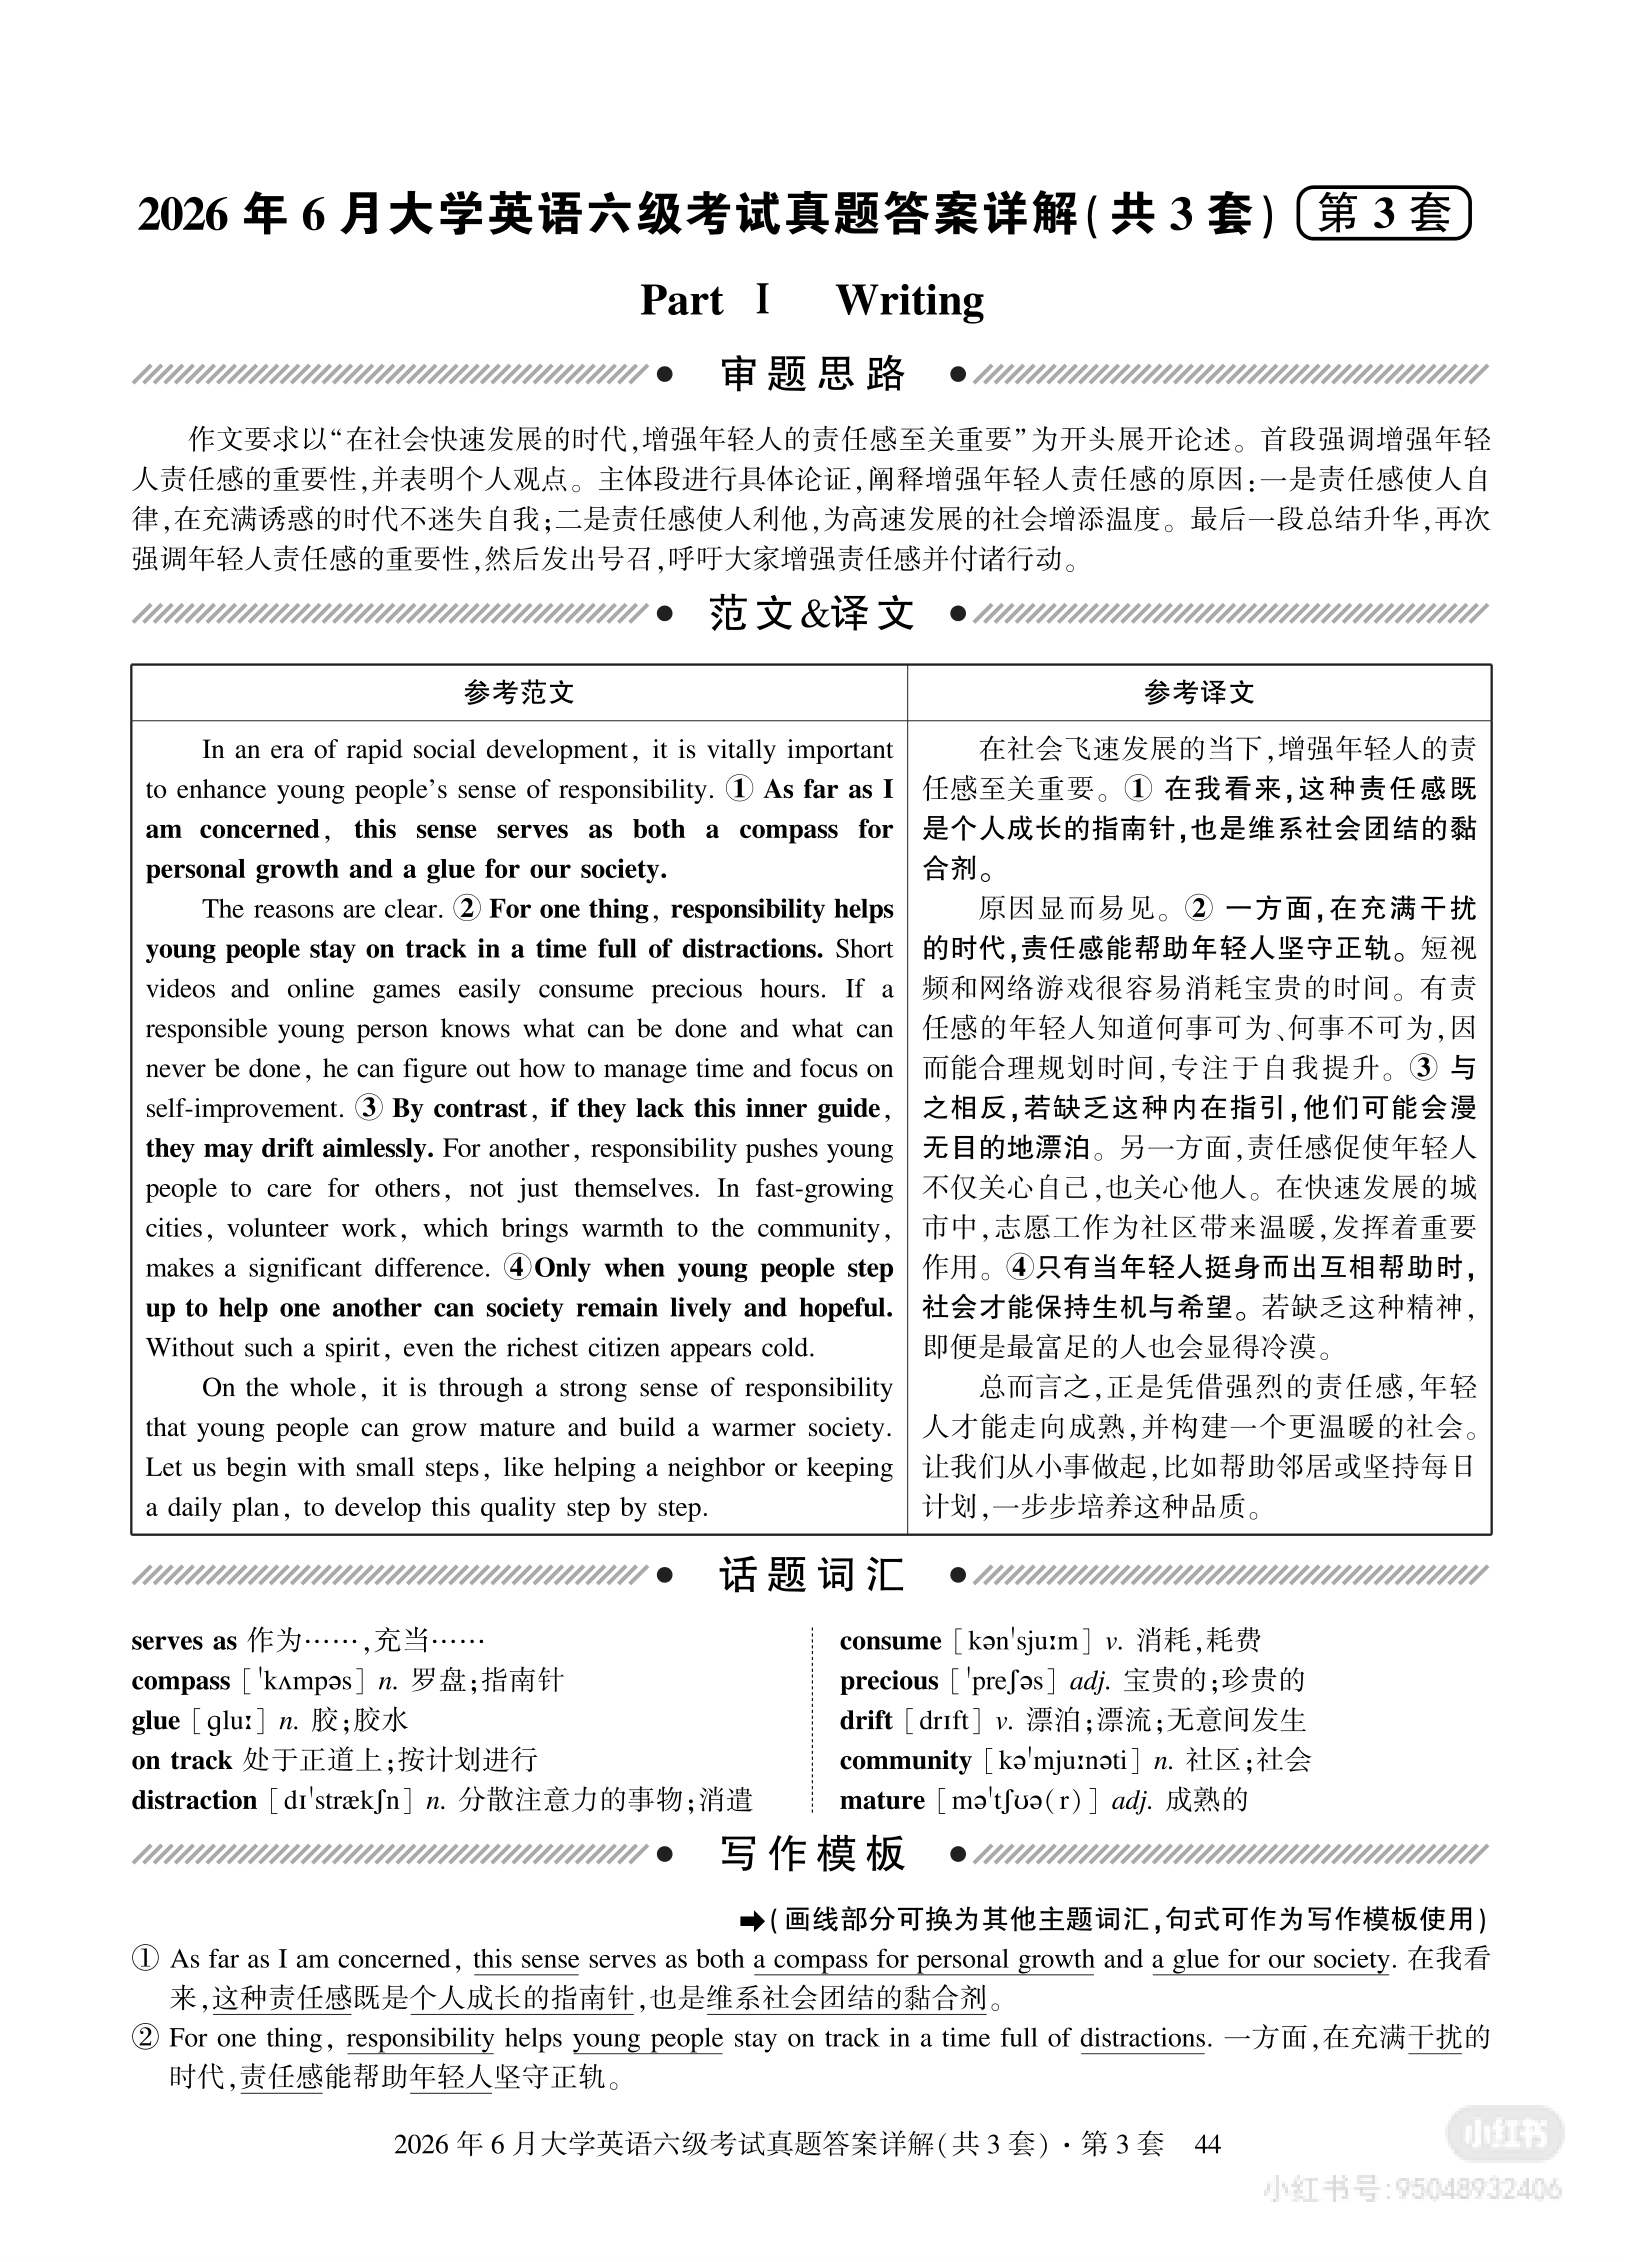 2026 年 6 月大学英语六级考试真题答案详解(共 3 套) 第 3 套
Part Ⅰ Writing
审题思路
作文要求以“在社会快速发展的时代,增强年轻人的责任感至关重要”为开头展开论述。首段强调增强年轻
人责任感的重要性,并表明个人观点。主体段进行具体论证,阐释增强年轻人责任感的原因:一是责任感使人自
律,在充满诱惑的时代不迷失自我;二是责任感使人利他,为高速发展的社会增添温度。最后一段总结升华,再次
强调年轻人责任感的重要性,然后发出号召,呼吁大家增强责任感并付诸行动。
范文&译文
参考范文
In an era of rapid social development, it is vitally important
to enhance young people’s sense of responsibility. ① As far as I
am concerned, this sense serves as both a compass for
personal growth and a glue for our society.
The reasons are clear. ② For one thing, responsibility helps
young people stay on track in a time full of distractions. Short
videos and online games easily consume precious hours. If a
responsible young person knows what can be done and what can
never be done, he can figure out how to manage time and focus on
self-improvement. ③ By contrast, if they lack this inner guide,
they may drift aimlessly. For another, responsibility pushes young
people to care for others, not just themselves. In fast-growing
cities, volunteer work, which brings warmth to the community,
makes a significant difference. ④Only when young people step
up to help one another can society remain lively and hopeful.
Without such a spirit, even the richest citizen appears cold.
On the whole, it is through a strong sense of responsibility
that young people can grow mature and build a warmer society.
Let us begin with small steps, like helping a neighbor or keeping
a daily plan, to develop this quality step by step.
参考译文
在社会飞速发展的当下,增强年轻人的责
任感至关重要。① 在我看来,这种责任感既
是个人成长的指南针,也是维系社会团结的黏
合剂。
原因显而易见。② 一方面,在充满干扰
的时代,责任感能帮助年轻人坚守正轨。短视
频和网络游戏很容易消耗宝贵的时间。有责
任感的年轻人知道何事可为、何事不可为,因
而能合理规划时间,专注于自我提升。③ 与
之相反,若缺乏这种内在指引,他们可能会漫
无目的地漂泊。另一方面,责任感促使年轻人
不仅关心自己,也关心他人。在快速发展的城
市中,志愿工作为社区带来温暖,发挥着重要
作用。④只有当年轻人挺身而出互相帮助时,
社会才能保持生机与希望。若缺乏这种精神,
即便是最富足的人也会显得冷漠。
总而言之,正是凭借强烈的责任感,年轻
人才能走向成熟,并构建一个更温暖的社会。
让我们从小事做起,比如帮助邻居或坚持每日
计划,一步步培养这种品质。
话题词汇
serves as 作为……,充当……
compass [ˈkʌmpəs] n. 罗盘;指南针
glue [ɡluː] n. 胶;胶水
on track 处于正道上;按计划进行
distraction [dɪˈstrækʃn] n. 分散注意力的事物;消遣
consume [kənˈsjuːm] v. 消耗,耗费
precious [ˈpreʃəs] adj. 宝贵的;珍贵的
drift [drɪft] v. 漂泊;漂流;无意间发生
community [kəˈmjuːnəti] n. 社区;社会
mature [məˈtʃʊə(r)] adj. 成熟的
写作模板
➡(画线部分可换为其他主题词汇,句式可作为写作模板使用)
① As far as I am concerned, this sense serves as both a compass for personal growth and a glue for our society. 在我看
来,这种责任感既是个人成长的指南针,也是维系社会团结的黏合剂。
② For one thing, responsibility helps young people stay on track in a time full of distractions. 一方面,在充满干扰的
时代,责任感能帮助年轻人坚守正轨。
2026 年 6 月大学英语六级考试真题答案详解(共 3 套)·第 3 套 44
小红书
小红书号:95048932406